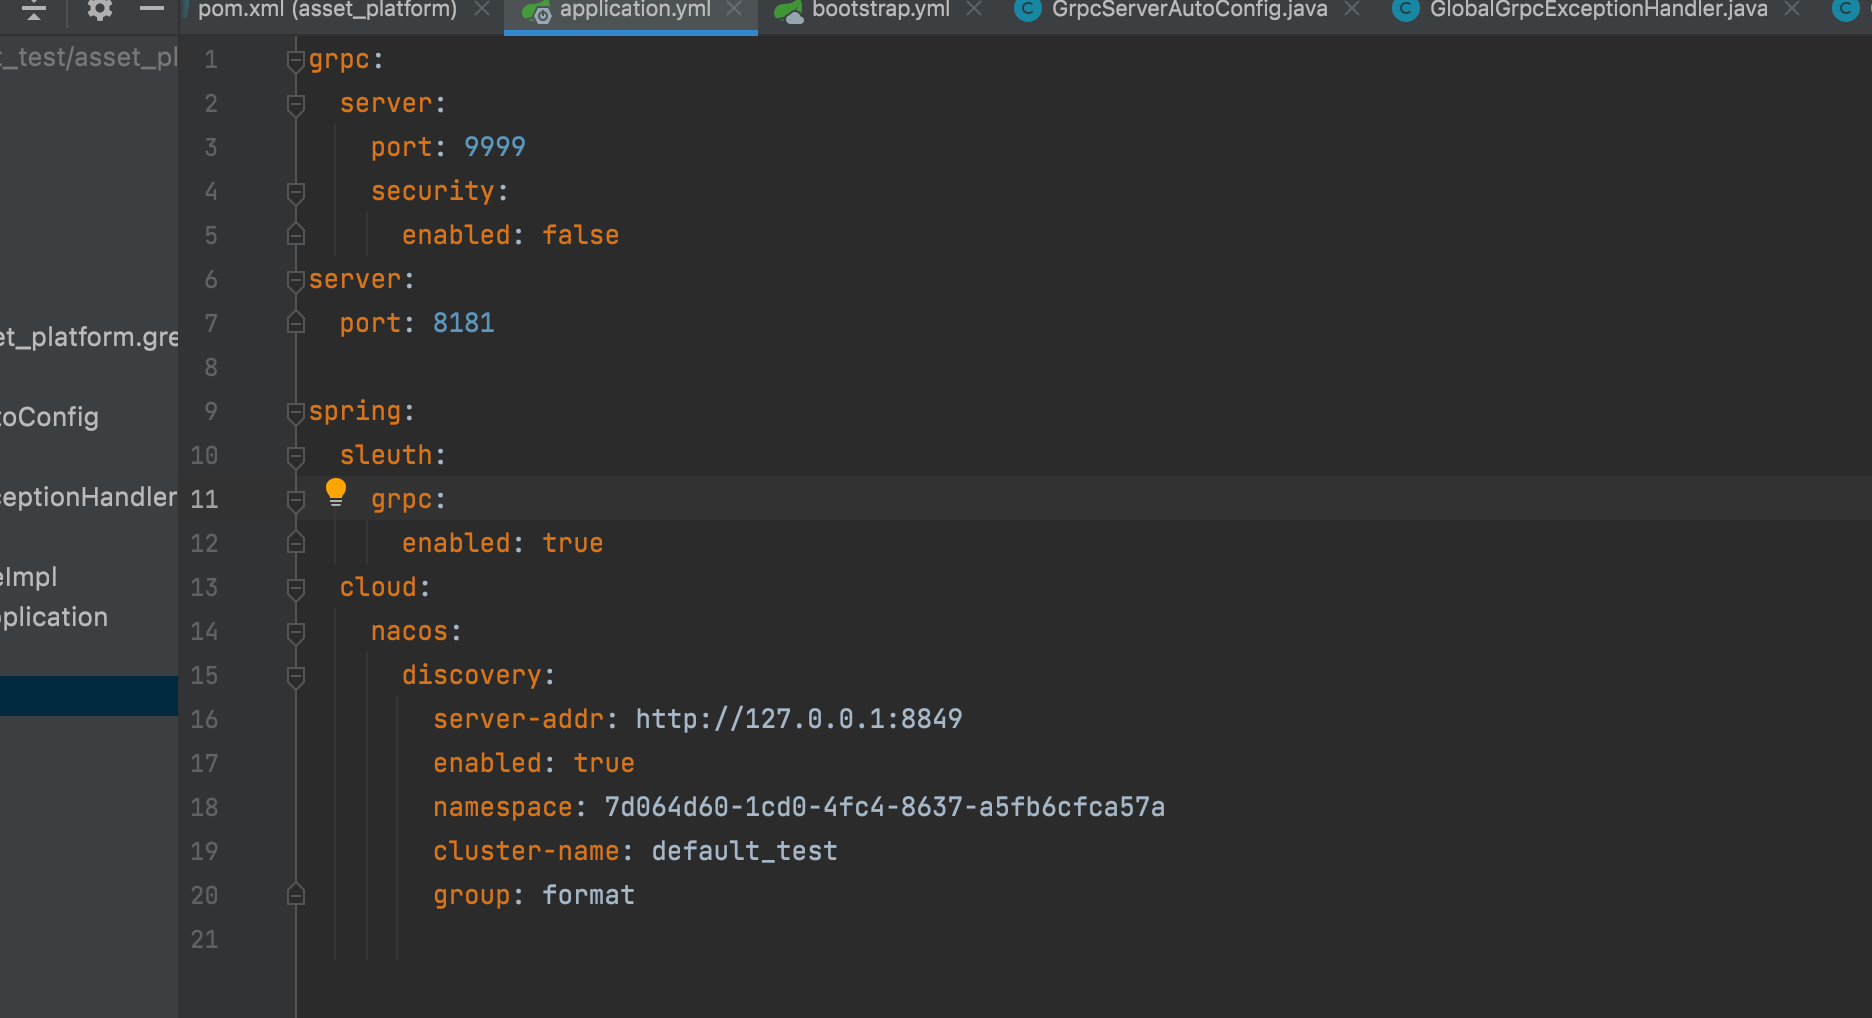 pom.xml (asset_platform) application.yml bootstrap.yml GrpcServerAutoConfig.java GlobalGrpcExceptionHandler.java
t_test/asset_pl
et_platform.gre
toConfig
ceptionHandler
eImpl
plication
1 grpc:
2 server:
3 port: 9999
4 security:
5 enabled: false
6 server:
7 port: 8181
8
9 spring:
10 sleuth:
11 grpc:
12 enabled: true
13 cloud:
14 nacos:
15 discovery:
16 server-addr: http://127.0.0.1:8849
17 enabled: true
18 namespace: 7d064d60-1cd0-4fc4-8637-a5fb6cfca57a
19 cluster-name: default_test
20 group: format
21